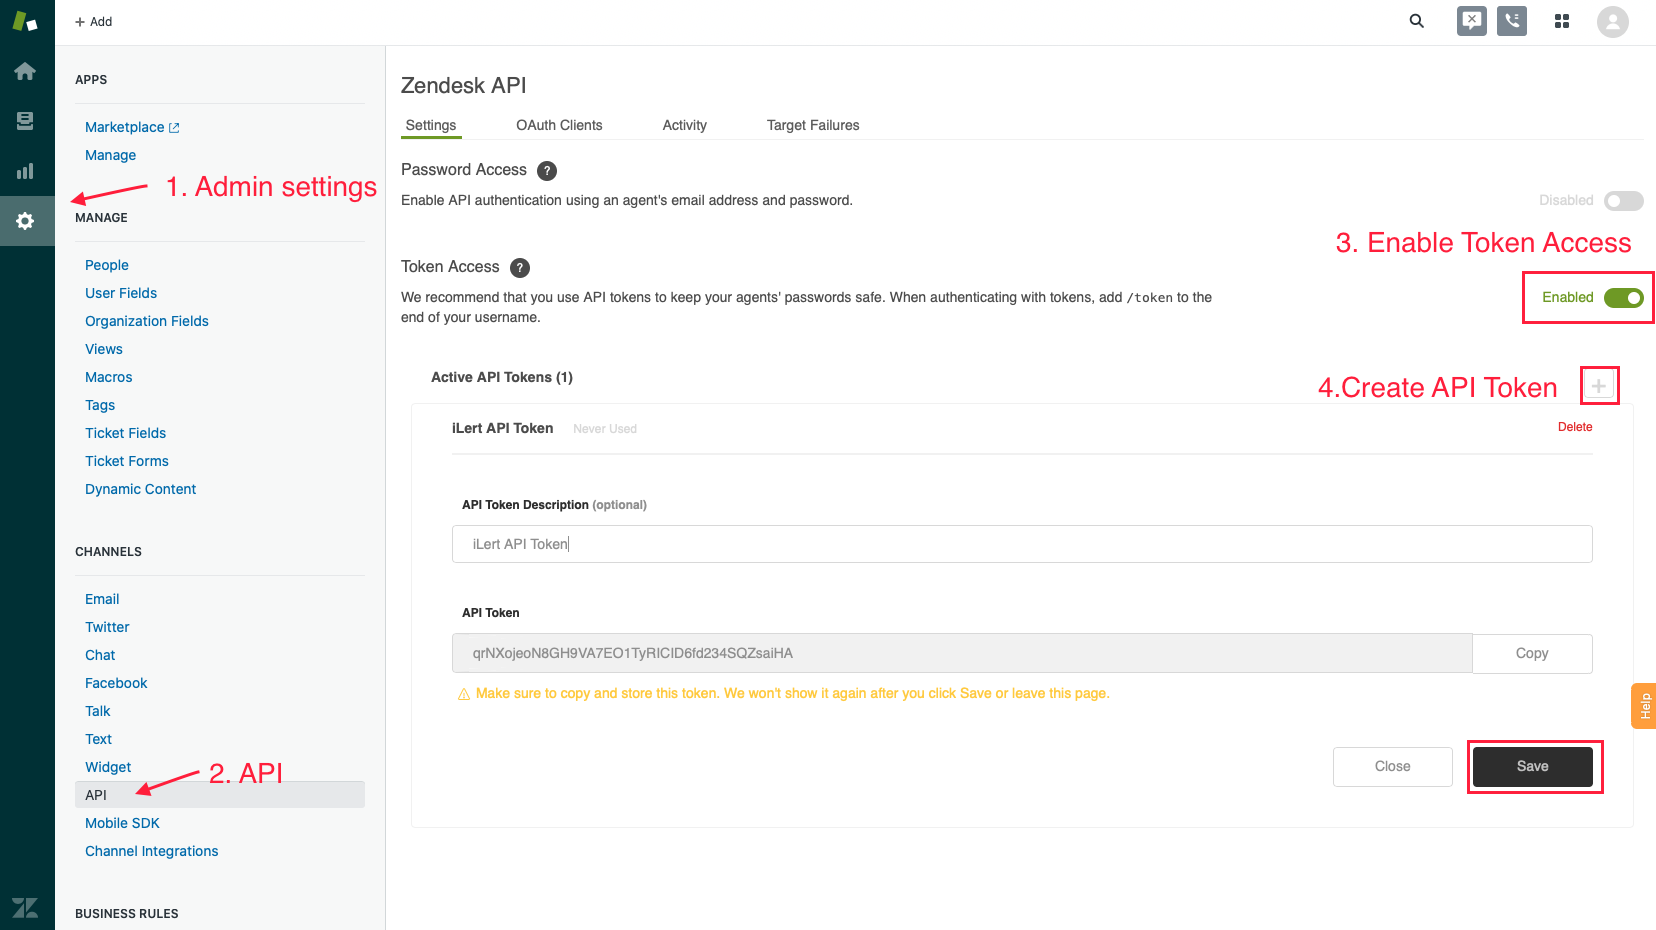 + Add
APPS
Marketplace
Manage
1. Admin settings
MANAGE
People
User Fields
Organization Fields
Views
Macros
Tags
Ticket Fields
Ticket Forms
Dynamic Content
CHANNELS
Email
Twitter
Chat
Facebook
Talk
Text
Widget
2. API
API
Mobile SDK
Channel Integrations
BUSINESS RULES
Zendesk API
Settings OAuth Clients Activity Target Failures
Password Access ?
Enable API authentication using an agent's email address and password.
Disabled
3. Enable Token Access
Token Access ?
We recommend that you use API tokens to keep your agents' passwords safe. When authenticating with tokens, add /token to the
end of your username.
Enabled
Active API Tokens (1)
4.Create API Token
+
iLert API Token Never Used Delete
API Token Description (optional)
iLert API Token
API Token
qrNXojeoN8GH9VA7EO1TyRICID6fd234SQZsaiHA
Copy
Make sure to copy and store this token. We won't show it again after you click Save or leave this page.
Close Save
Help